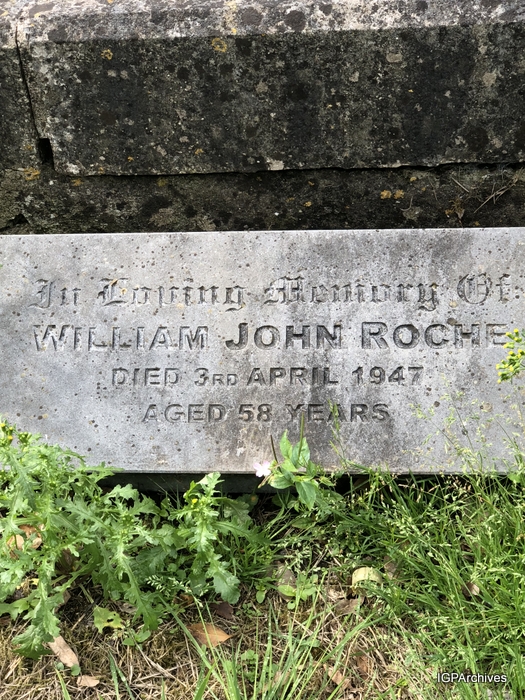 In Loving Memory Of
WILLIAM JOHN ROCHE
DIED 3RD APRIL 1947
AGED 58 YEARS
IGPArchives